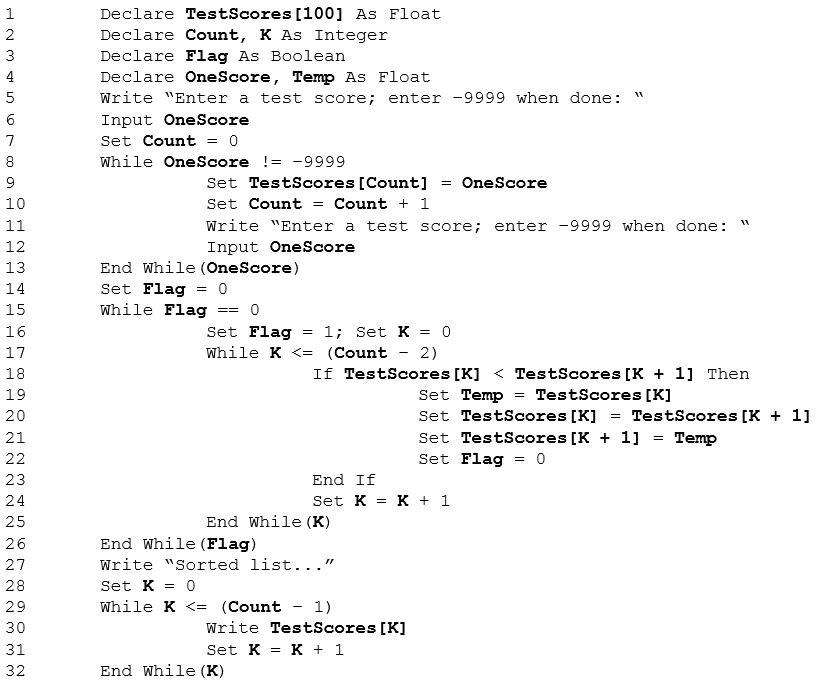 1 Declare TestScores[100] As Float
2 Declare Count, K As Integer
3 Declare Flag As Boolean
4 Declare OneScore, Temp As Float
5 Write “Enter a test score; enter −9999 when done: “
6 Input OneScore
7 Set Count = 0
8 While OneScore != −9999
9 Set TestScores[Count] = OneScore
10 Set Count = Count + 1
11 Write “Enter a test score; enter −9999 when done: “
12 Input OneScore
13 End While(OneScore)
14 Set Flag = 0
15 While Flag == 0
16 Set Flag = 1; Set K = 0
17 While K <= (Count − 2)
18 If TestScores[K] < TestScores[K + 1] Then
19 Set Temp = TestScores[K]
20 Set TestScores[K] = TestScores[K + 1]
21 Set TestScores[K + 1] = Temp
22 Set Flag = 0
23 End If
24 Set K = K + 1
25 End While(K)
26 End While(Flag)
27 Write “Sorted list...”
28 Set K = 0
29 While K <= (Count − 1)
30 Write TestScores[K]
31 Set K = K + 1
32 End While(K)